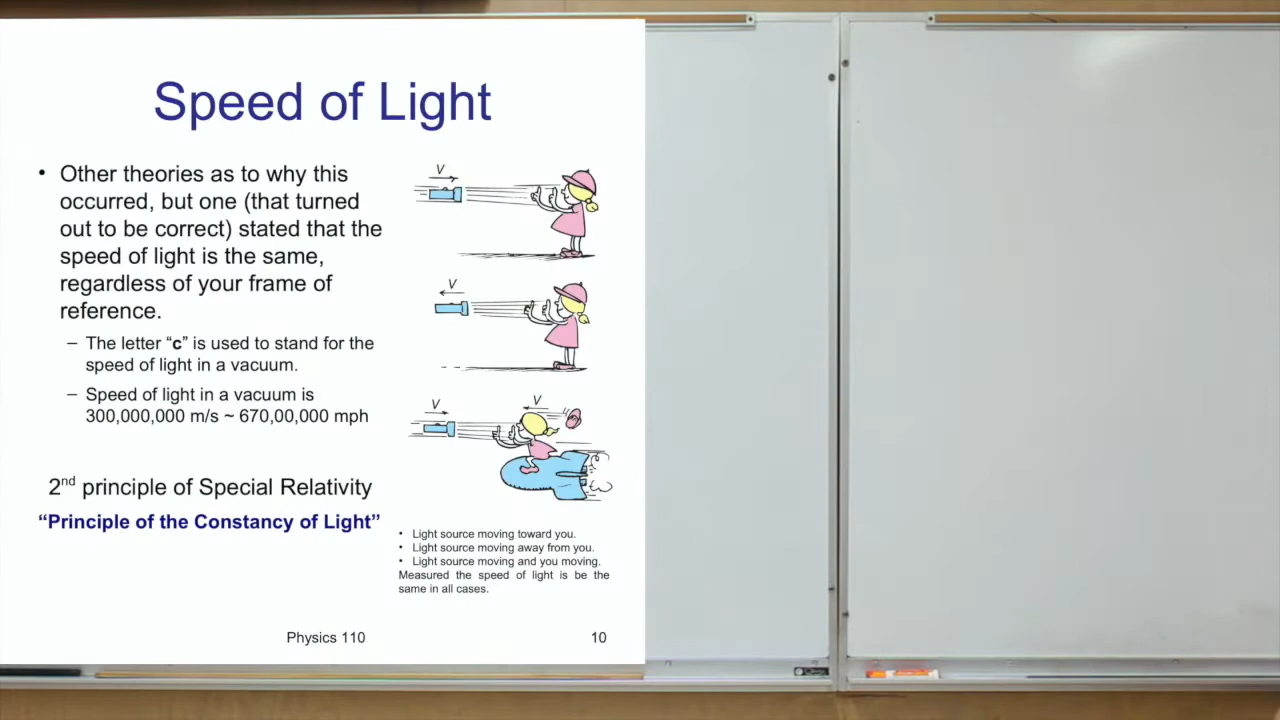 Speed of Light
• Other theories as to why this
occurred, but one (that turned
out to be correct) stated that the
speed of light is the same,
regardless of your frame of
reference.
– The letter “c” is used to stand for the
speed of light in a vacuum.
– Speed of light in a vacuum is
300,000,000 m/s ~ 670,00,000 mph
2nd principle of Special Relativity
“Principle of the Constancy of Light”
V
V
V
V
• Light source moving toward you.
• Light source moving away from you.
• Light source moving and you moving.
Measured the speed of light is be the
same in all cases.
Physics 110
10